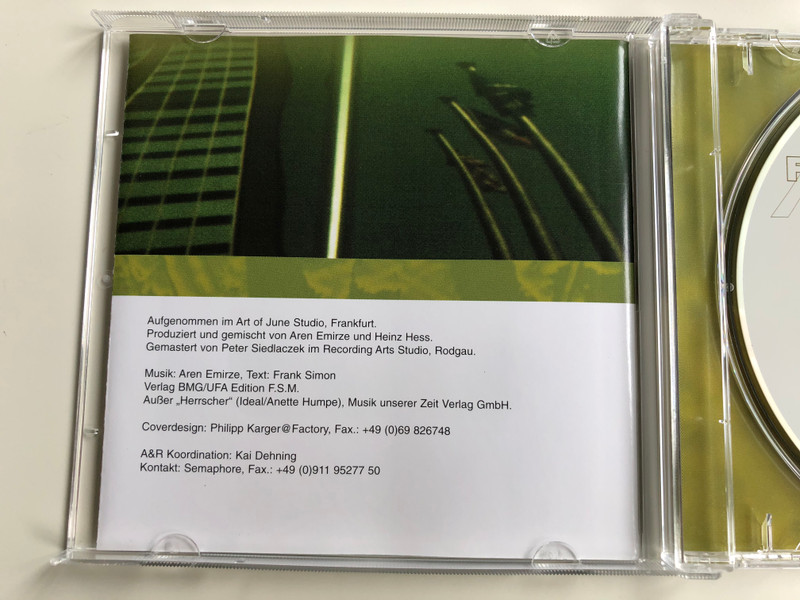 Aufgenommen im Art of June Studio, Frankfurt.
Produziert und gemischt von Aren Emirze und Heinz Hess.
Gemastert von Peter Siedlaczek im Recording Arts Studio, Rodgau.
Musik: Aren Emirze, Text: Frank Simon
Verlag BMG/UFA Edition F.S.M.
Außer „Herrscher“ (Ideal/Anette Humpe), Musik unserer Zeit Verlag GmbH.
Coverdesign: Philipp Karger@Factory, Fax.: +49 (0)69 826748
A&R Koordination: Kai Dehning
Kontakt: Semaphore, Fax.: +49 (0)911 95277 50